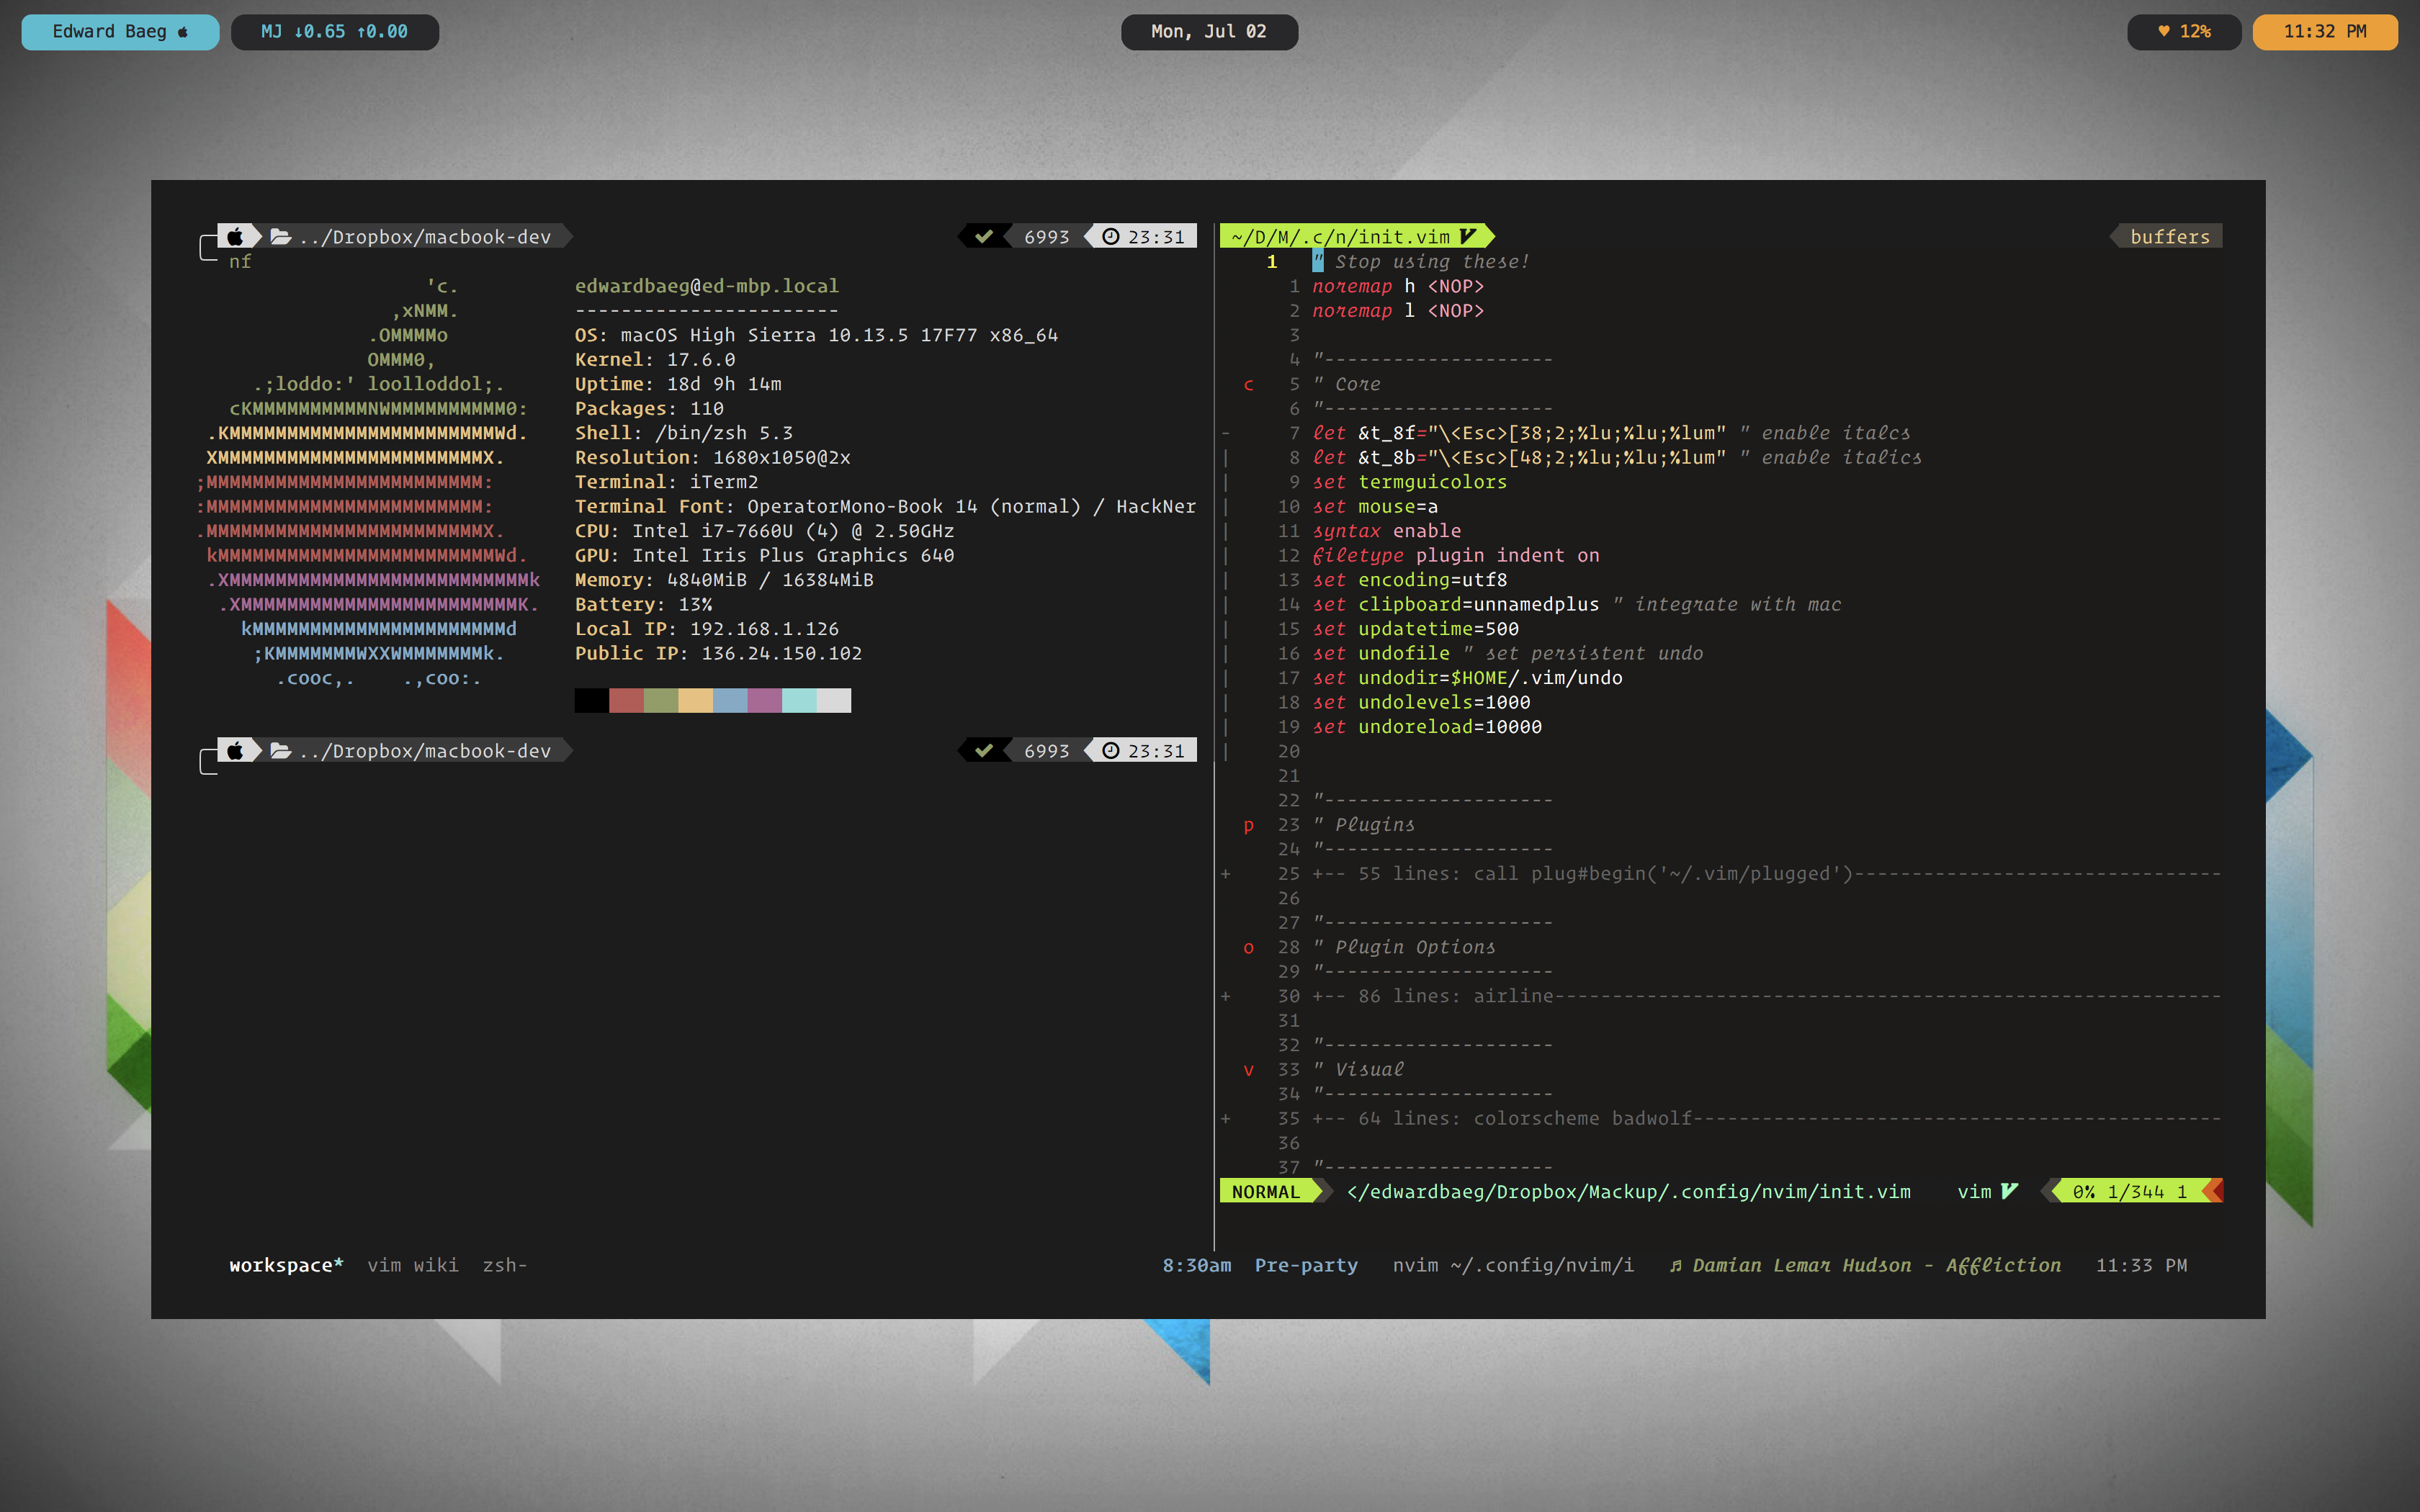 Edward Baeg
MJ ↓0.65 ↑0.00
Mon, Jul 02
♥ 12%
11:32 PM
../Dropbox/macbook-dev
✔ 6993 23:31
nf
'c.
,xNMM.
.OMMMMo
OMMM0,
.;loddo:' loolloddol;.
cKMMMMMMMMMMNWMMMMMMMMMM0:
.KMMMMMMMMMMMMMMMMMMMMMMMWd.
XMMMMMMMMMMMMMMMMMMMMMMMX.
;MMMMMMMMMMMMMMMMMMMMMMMM:
:MMMMMMMMMMMMMMMMMMMMMMMM:
.MMMMMMMMMMMMMMMMMMMMMMMMX.
kMMMMMMMMMMMMMMMMMMMMMMMMWd.
.XMMMMMMMMMMMMMMMMMMMMMMMMMMk
.XMMMMMMMMMMMMMMMMMMMMMMMMK.
kMMMMMMMMMMMMMMMMMMMMMMd
;KMMMMMMMWXXWMMMMMMMk.
.cooc,.    .,coo:.
edwardbaeg@ed-mbp.local
-----------------------
OS: macOS High Sierra 10.13.5 17F77 x86_64
Kernel: 17.6.0
Uptime: 18d 9h 14m
Packages: 110
Shell: /bin/zsh 5.3
Resolution: 1680x1050@2x
Terminal: iTerm2
Terminal Font: OperatorMono-Book 14 (normal) / HackNer
CPU: Intel i7-7660U (4) @ 2.50GHz
GPU: Intel Iris Plus Graphics 640
Memory: 4840MiB / 16384MiB
Battery: 13%
Local IP: 192.168.1.126
Public IP: 136.24.150.102
../Dropbox/macbook-dev
✔ 6993 23:31
~/D/M/.c/n/init.vim
buffers
1 " Stop using these!
1 noremap h <NOP>
2 noremap l <NOP>
3
4 "--------------------
c 5 " Core
6 "--------------------
- 7 let &t_8f="\<Esc>[38;2;%lu;%lu;%lum" " enable italcs
| 8 let &t_8b="\<Esc>[48;2;%lu;%lu;%lum" " enable italics
| 9 set termguicolors
| 10 set mouse=a
| 11 syntax enable
| 12 filetype plugin indent on
| 13 set encoding=utf8
| 14 set clipboard=unnamedplus " integrate with mac
| 15 set updatetime=500
| 16 set undofile " set persistent undo
| 17 set undodir=$HOME/.vim/undo
| 18 set undolevels=1000
| 19 set undoreload=10000
| 20
21
22 "--------------------
p 23 " Plugins
24 "--------------------
+ 25 +-- 55 lines: call plug#begin('~/.vim/plugged')--------------------------------
26
27 "--------------------
o 28 " Plugin Options
29 "--------------------
+ 30 +-- 86 lines: airline----------------------------------------------------------
31
32 "--------------------
v 33 " Visual
34 "--------------------
+ 35 +-- 64 lines: colorscheme badwolf----------------------------------------------
36
37 "--------------------
NORMAL </edwardbaeg/Dropbox/Mackup/.config/nvim/init.vim vim 0% 1/344 1
workspace* vim wiki zsh-
8:30am Pre-party nvim ~/.config/nvim/i ♬ Damian Lemar Hudson - Affliction 11:33 PM